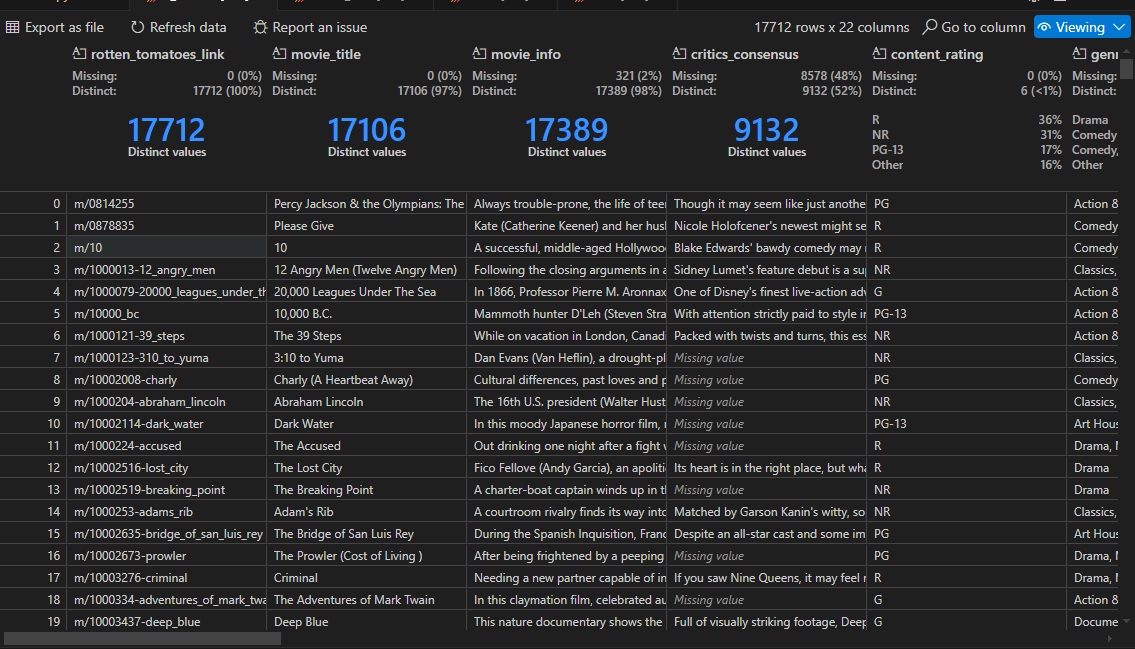 Export as file Refresh data Report an issue 17712 rows x 22 columns Go to column Viewing
rotten_tomatoes_link movie_title movie_info critics_consensus content_rating genr
Missing: 0 (0%) Missing: 0 (0%) Missing: 321 (2%) Missing: 8578 (48%) Missing: 0 (0%) Missing:
Distinct: 17712 (100%) Distinct: 17106 (97%) Distinct: 17389 (98%) Distinct: 9132 (52%) Distinct: 6 (<1%) Distinct:
17712 17106 17389 9132
Distinct values Distinct values Distinct values Distinct values
R 36% Drama
NR 31% Comedy
PG-13 17% Comedy,
Other 16% Other
0 m/0814255 Percy Jackson & the Olympians: The Always trouble-prone, the life of teer Though it may seem like just anothe PG Action &
1 m/0878835 Please Give Kate (Catherine Keener) and her hus Nicole Holofcener's newest might se R Comedy
2 m/10 10 A successful, middle-aged Hollywoo Blake Edwards' bawdy comedy may R Comedy
3 m/1000013-12_angry_men 12 Angry Men (Twelve Angry Men) Following the closing arguments in a Sidney Lumet's feature debut is a su NR Classics,
4 m/1000079-20000_leagues_under_th 20,000 Leagues Under The Sea In 1866, Professor Pierre M. Aronnax One of Disney's finest live-action adv G Action &
5 m/10000_bc 10,000 B.C. Mammoth hunter D'Leh (Steven Stra With attention strictly paid to style in PG-13 Action &
6 m/1000121-39_steps The 39 Steps While on vacation in London, Canadi Packed with twists and turns, this ess NR Action &
7 m/1000123-310_to_yuma 3:10 to Yuma Dan Evans (Van Heflin), a drought-pl Missing value NR Classics,
8 m/10002008-charly Charly (A Heartbeat Away) Cultural differences, past loves and p Missing value PG Comedy
9 m/1000204-abraham_lincoln Abraham Lincoln The 16th U.S. president (Walter Hust Missing value NR Classics,
10 m/10002114-dark_water Dark Water In this moody Japanese horror film, Missing value PG-13 Art Hous
11 m/1000224-accused The Accused Out drinking one night after a fight w Missing value R Drama,
12 m/10002516-lost_city The Lost City Fico Fellove (Andy Garcia), an apoliti Its heart is in the right place, but wha R Drama
13 m/10002519-breaking_point The Breaking Point A charter-boat captain winds up in th Missing value NR Drama
14 m/1000253-adams_rib Adam's Rib A courtroom rivalry finds its way into Matched by Garson Kanin's witty, so NR Classics,
15 m/10002635-bridge_of_san_luis_rey The Bridge of San Luis Rey During the Spanish Inquisition, Franc Despite an all-star cast and some im PG Art Hous
16 m/10002673-prowler The Prowler (Cost of Living ) After being frightened by a peeping Missing value PG Drama,
17 m/10003276-criminal Criminal Needing a new partner capable of in If you saw Nine Queens, it may feel R Drama,
18 m/1000334-adventures_of_mark_twa The Adventures of Mark Twain In this claymation film, celebrated au Missing value G Action &
19 m/10003437-deep_blue Deep Blue This nature documentary shows the Full of visually striking footage, Deep G Docume